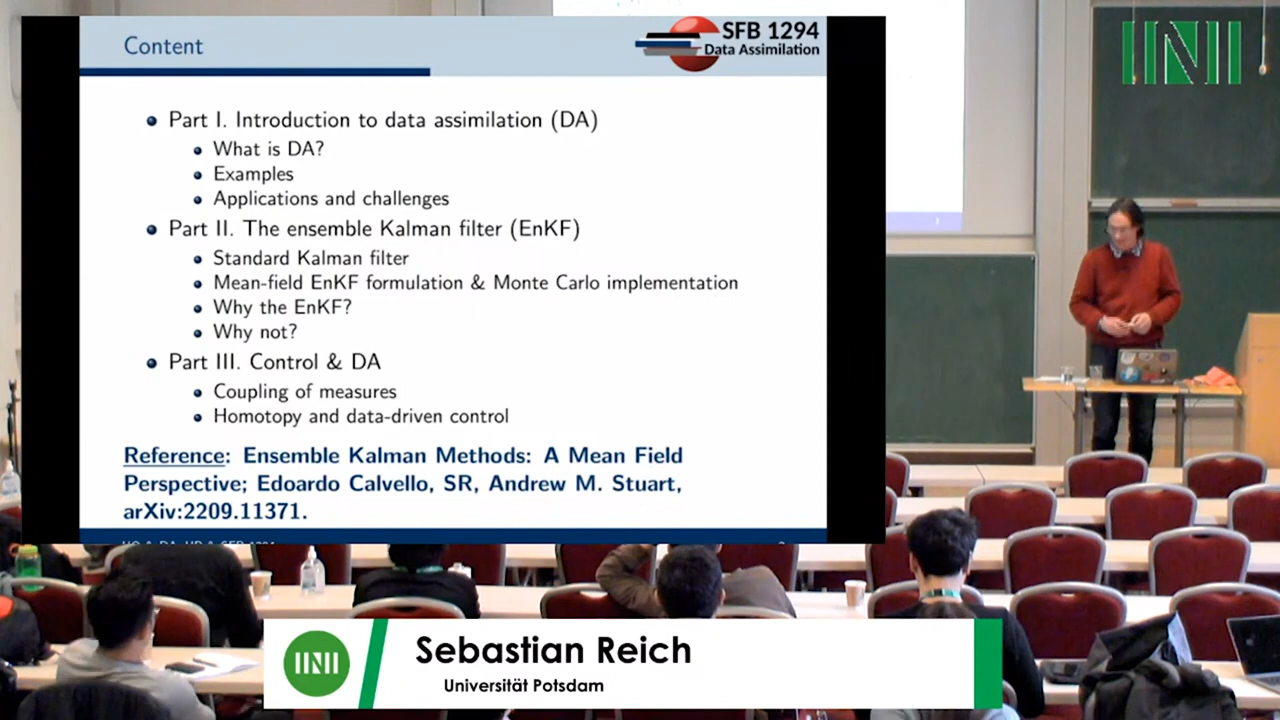 Content
SFB 1294
Data Assimilation
Part I. Introduction to data assimilation (DA)
What is DA?
Examples
Applications and challenges
Part II. The ensemble Kalman filter (EnKF)
Standard Kalman filter
Mean-field EnKF formulation & Monte Carlo implementation
Why the EnKF?
Why not?
Part III. Control & DA
Coupling of measures
Homotopy and data-driven control
Reference: Ensemble Kalman Methods: A Mean Field
Perspective; Edoardo Calvello, SR, Andrew M. Stuart,
arXiv:2209.11371.
Sebastian Reich
Universität Potsdam